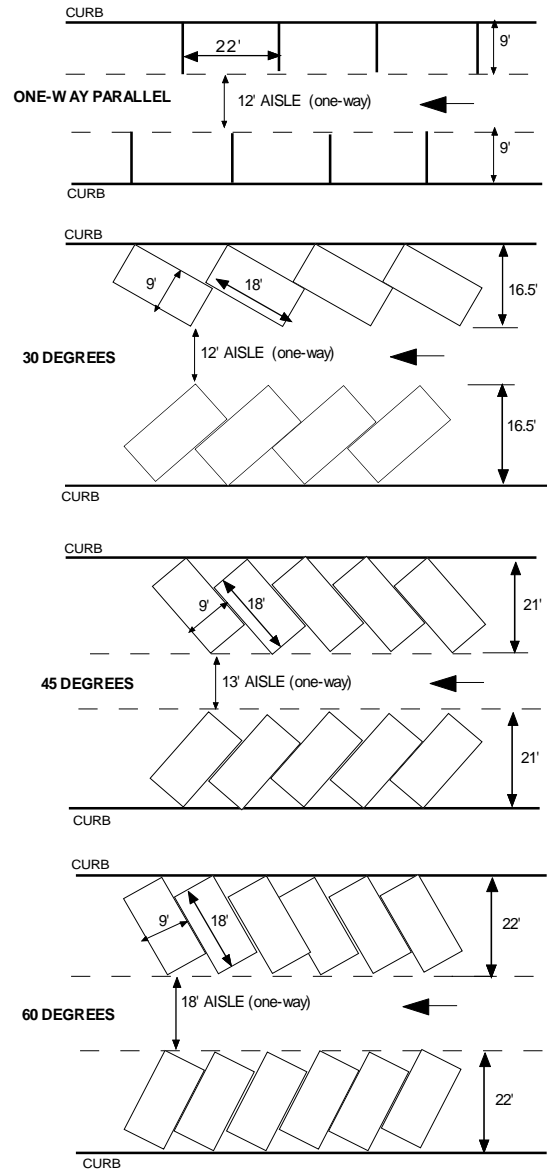 CURB
22'
9'
ONE-WAY PARALLEL
12' AISLE (one-way)
9'
CURB
CURB
9'
18'
16.5'
30 DEGREES
12' AISLE (one-way)
16.5'
CURB
CURB
9'
18'
21'
45 DEGREES
13' AISLE (one-way)
21'
CURB
CURB
9'
18'
22'
60 DEGREES
18' AISLE (one-way)
22'
CURB